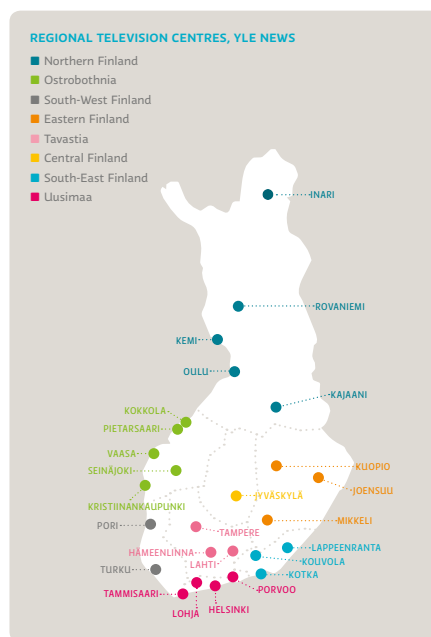 REGIONAL TELEVISION CENTRES, YLE NEWS
Northern Finland
Ostrobothnia
South-West Finland
Eastern Finland
Tavastia
Central Finland
South-East Finland
Uusimaa
INARI
ROVANIEMI
KEMI
OULU
KAJAANI
KOKKOLA
PIETARSAARI
VAASA
SEINÄJOKI
KUOPIO
JOENSUU
KRISTIINANKAUPUNKI
JYVÄSKYLÄ
PORI
TAMPERE
MIKKELI
HÄMEENLINNA
LAPPEENRANTA
LAHTI
KOUVOLA
TURKU
KOTKA
TAMMISAARI
PORVOO
LOHJA
HELSINKI